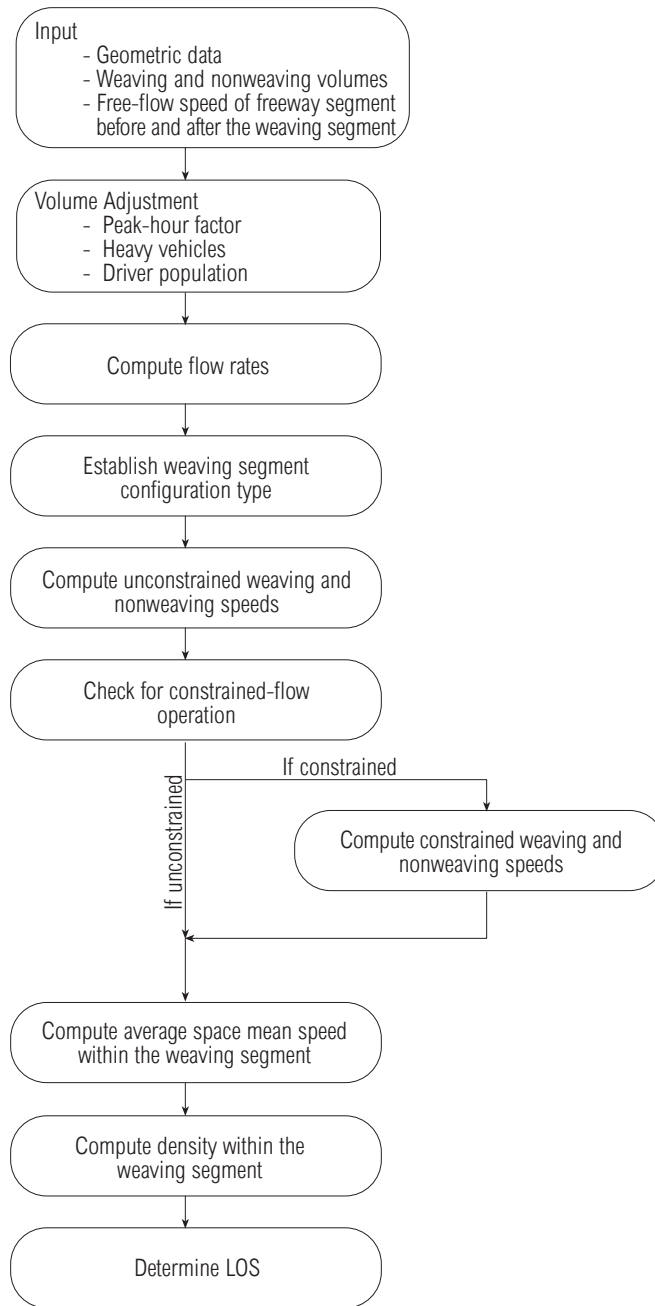 Input
- Geometric data
- Weaving and nonweaving volumes
- Free-flow speed of freeway segment
before and after the weaving segment
Volume Adjustment
- Peak-hour factor
- Heavy vehicles
- Driver population
Compute flow rates
Establish weaving segment
configuration type
Compute unconstrained weaving and
nonweaving speeds
Check for constrained-flow
operation
If constrained
If unconstrained
Compute constrained weaving and
nonweaving speeds
Compute average space mean speed
within the weaving segment
Compute density within the
weaving segment
Determine LOS